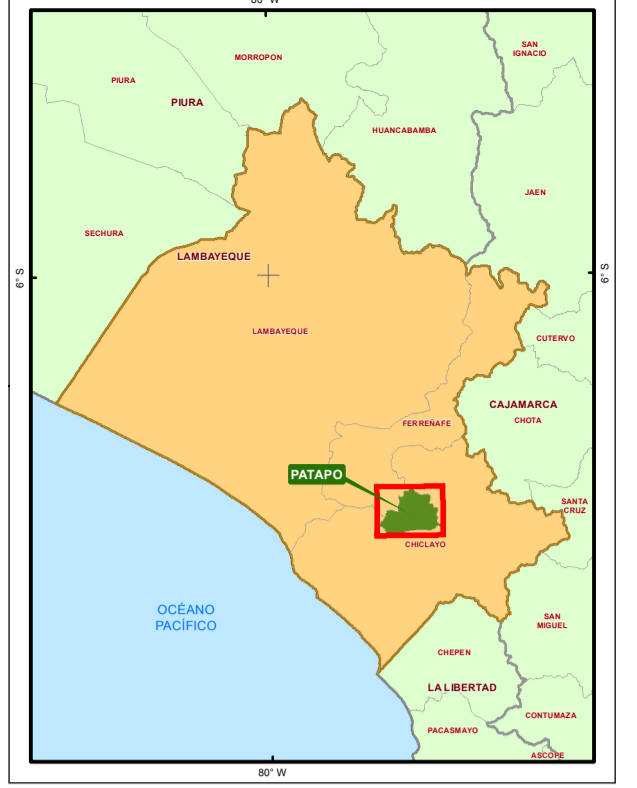 80° W
SAN
IGNACIO
MORROPON
PIURA
PIURA
HUANCABAMBA
JAEN
SECHURA
LAMBAYEQUE
6° S
6° S
LAMBAYEQUE
CUTERVO
CAJAMARCA
CHOTA
FERREÑAFE
PATAPO
SANTA
CRUZ
CHICLAYO
OCÉANO
PACÍFICO
SAN
MIGUEL
CHEPEN
LA LIBERTAD
CONTUMAZA
PACASMAYO
ASCOPE
80° W